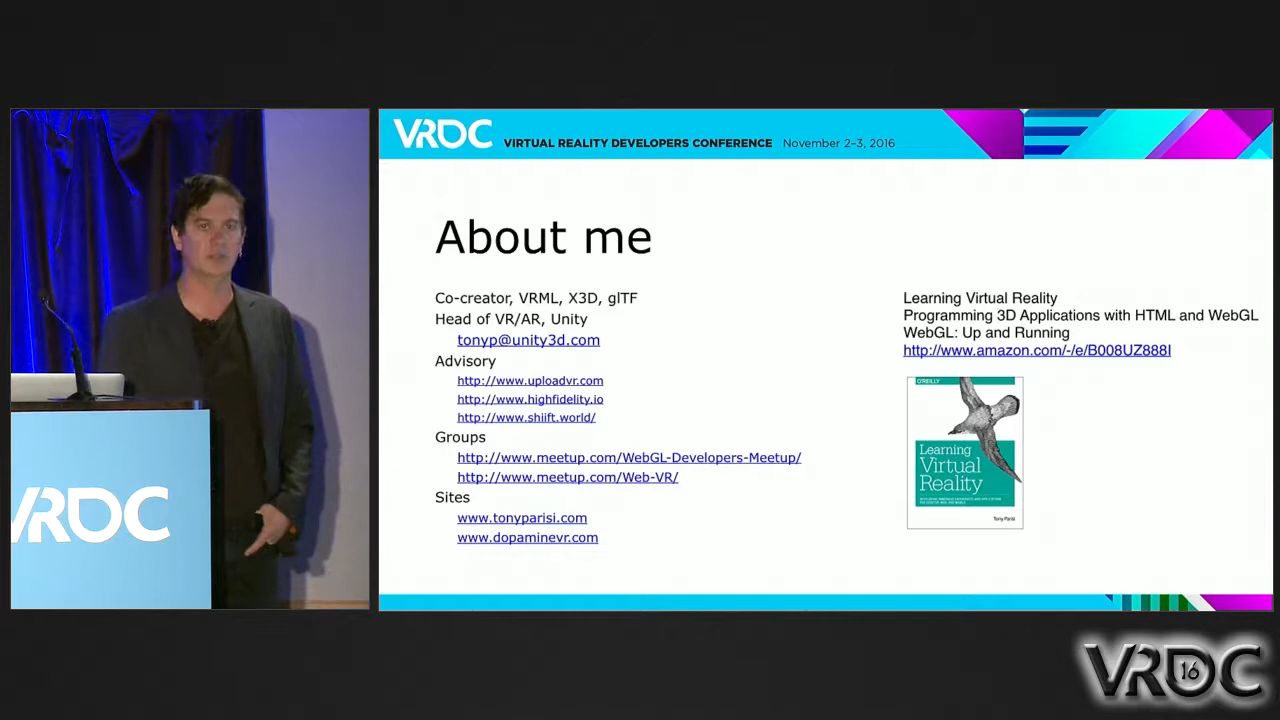 VRDC VIRTUAL REALITY DEVELOPERS CONFERENCE November 2-3, 2016
About me
Co-creator, VRML, X3D, glTF
Head of VR/AR, Unity
tonyp@unity3d.com
Advisory
http://www.uploadvr.com
http://www.highfidelity.io
http://www.shiift.world/
Groups
http://www.meetup.com/WebGL-Developers-Meetup/
http://www.meetup.com/Web-VR/
Sites
www.tonyparisi.com
www.dopaminevr.com
Learning Virtual Reality
Programming 3D Applications with HTML and WebGL
WebGL: Up and Running
http://www.amazon.com/-/e/B008UZ888I
O'REILLY
Learning
Virtual
Reality
Tony Parisi
VRDC
VRDC 16